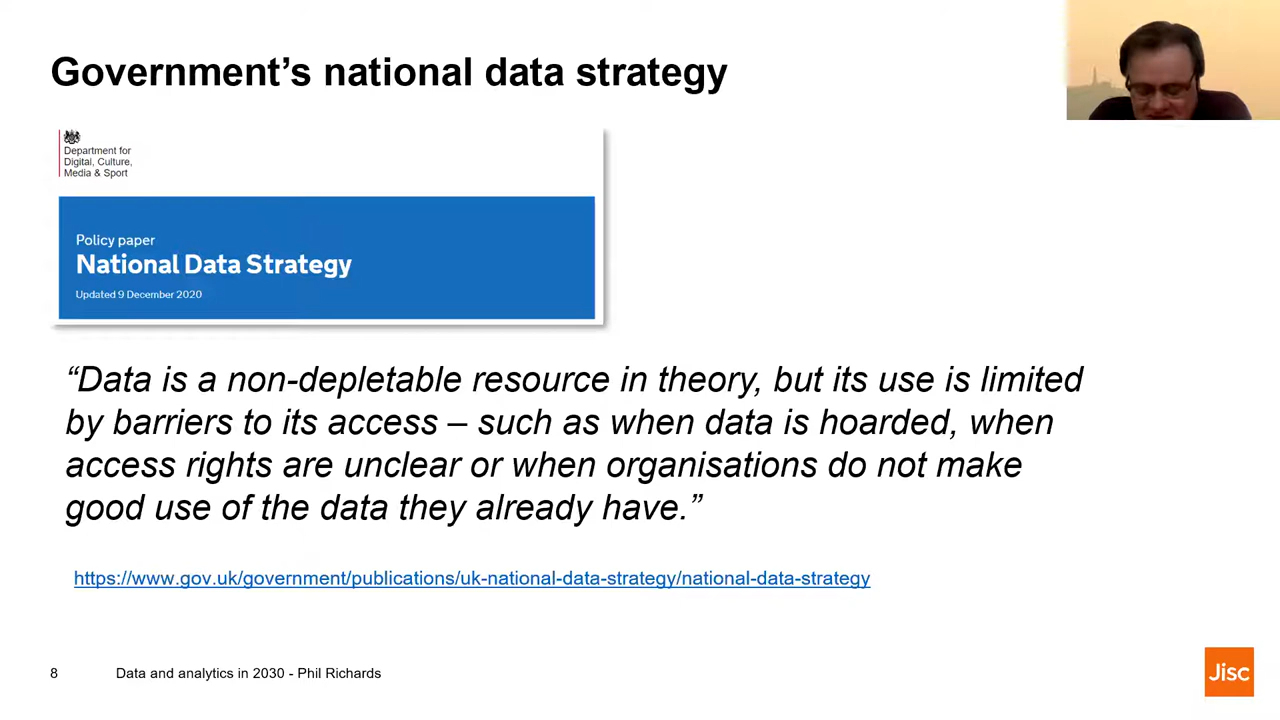 Government’s national data strategy
Department for
Digital, Culture,
Media & Sport
Policy paper
National Data Strategy
Updated 9 December 2020
“Data is a non-depletable resource in theory, but its use is limited
by barriers to its access – such as when data is hoarded, when
access rights are unclear or when organisations do not make
good use of the data they already have.”
https://www.gov.uk/government/publications/uk-national-data-strategy/national-data-strategy
8 Data and analytics in 2030 - Phil Richards
Jisc